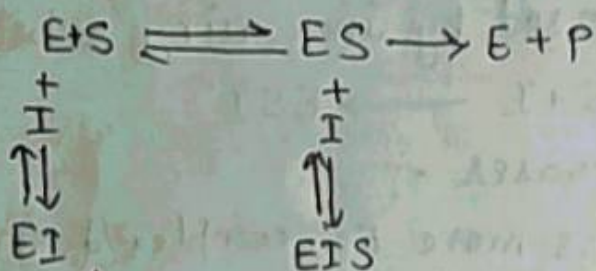 E+S ⇌ ES → E + P
+ +
I I
⇅ ⇅
EI EIS